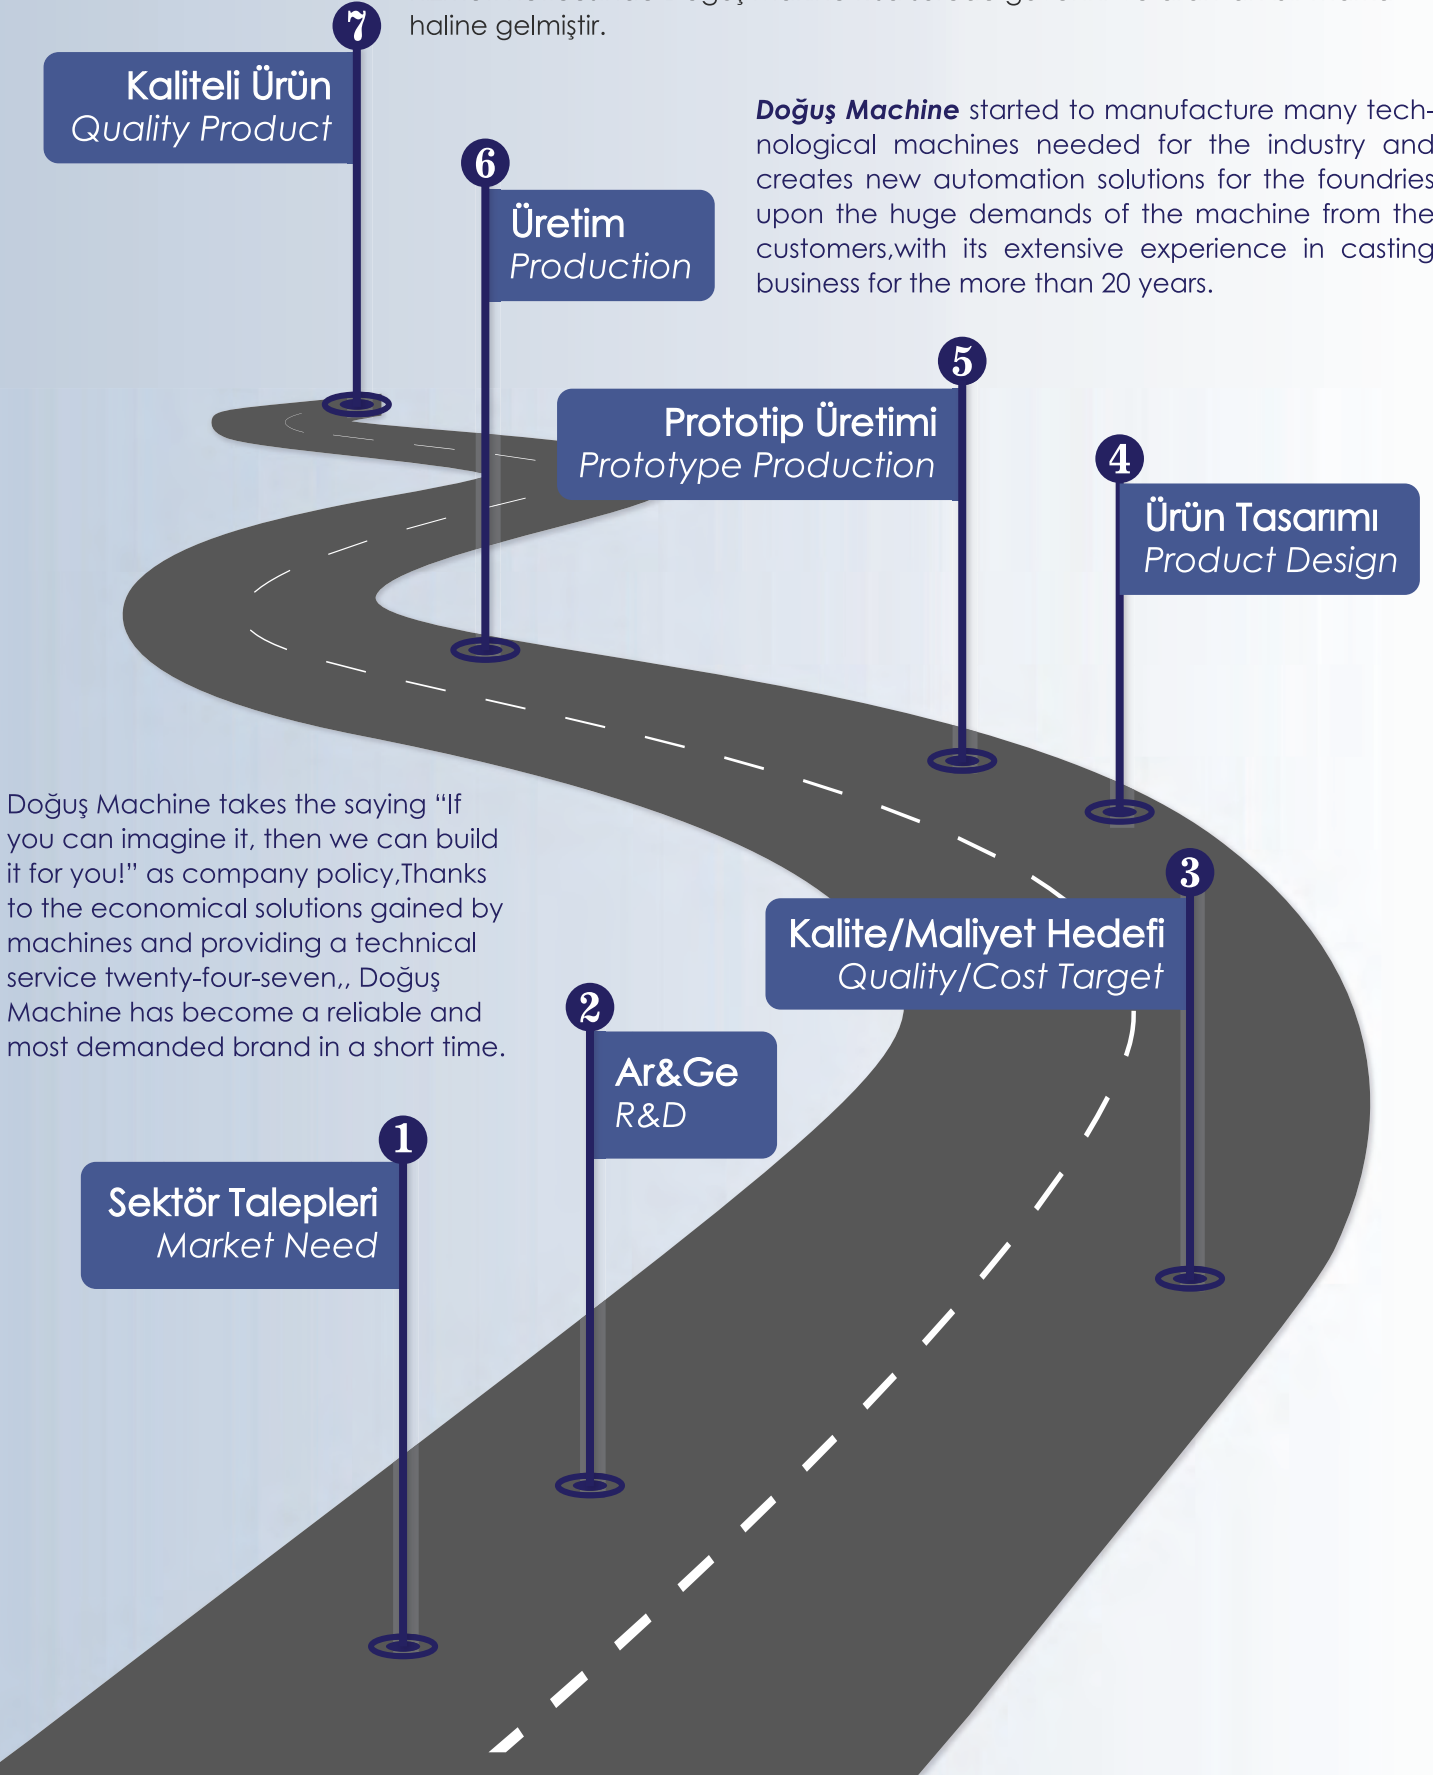 haline gelmiştir.
7
Kaliteli Ürün
Quality Product
Doğuş Machine started to manufacture many tech-
nological machines needed for the industry and
creates new automation solutions for the foundries
upon the huge demands of the machine from the
customers,with its extensive experience in casting
business for the more than 20 years.
6
Üretim
Production
5
Prototip Üretimi
Prototype Production
4
Ürün Tasarımı
Product Design
Doğuş Machine takes the saying “If
you can imagine it, then we can build
it for you!” as company policy,Thanks
to the economical solutions gained by
machines and providing a technical
service twenty-four-seven,, Doğuş
Machine has become a reliable and
most demanded brand in a short time.
3
Kalite/Maliyet Hedefi
Quality/Cost Target
2
Ar&Ge
R&D
1
Sektör Talepleri
Market Need